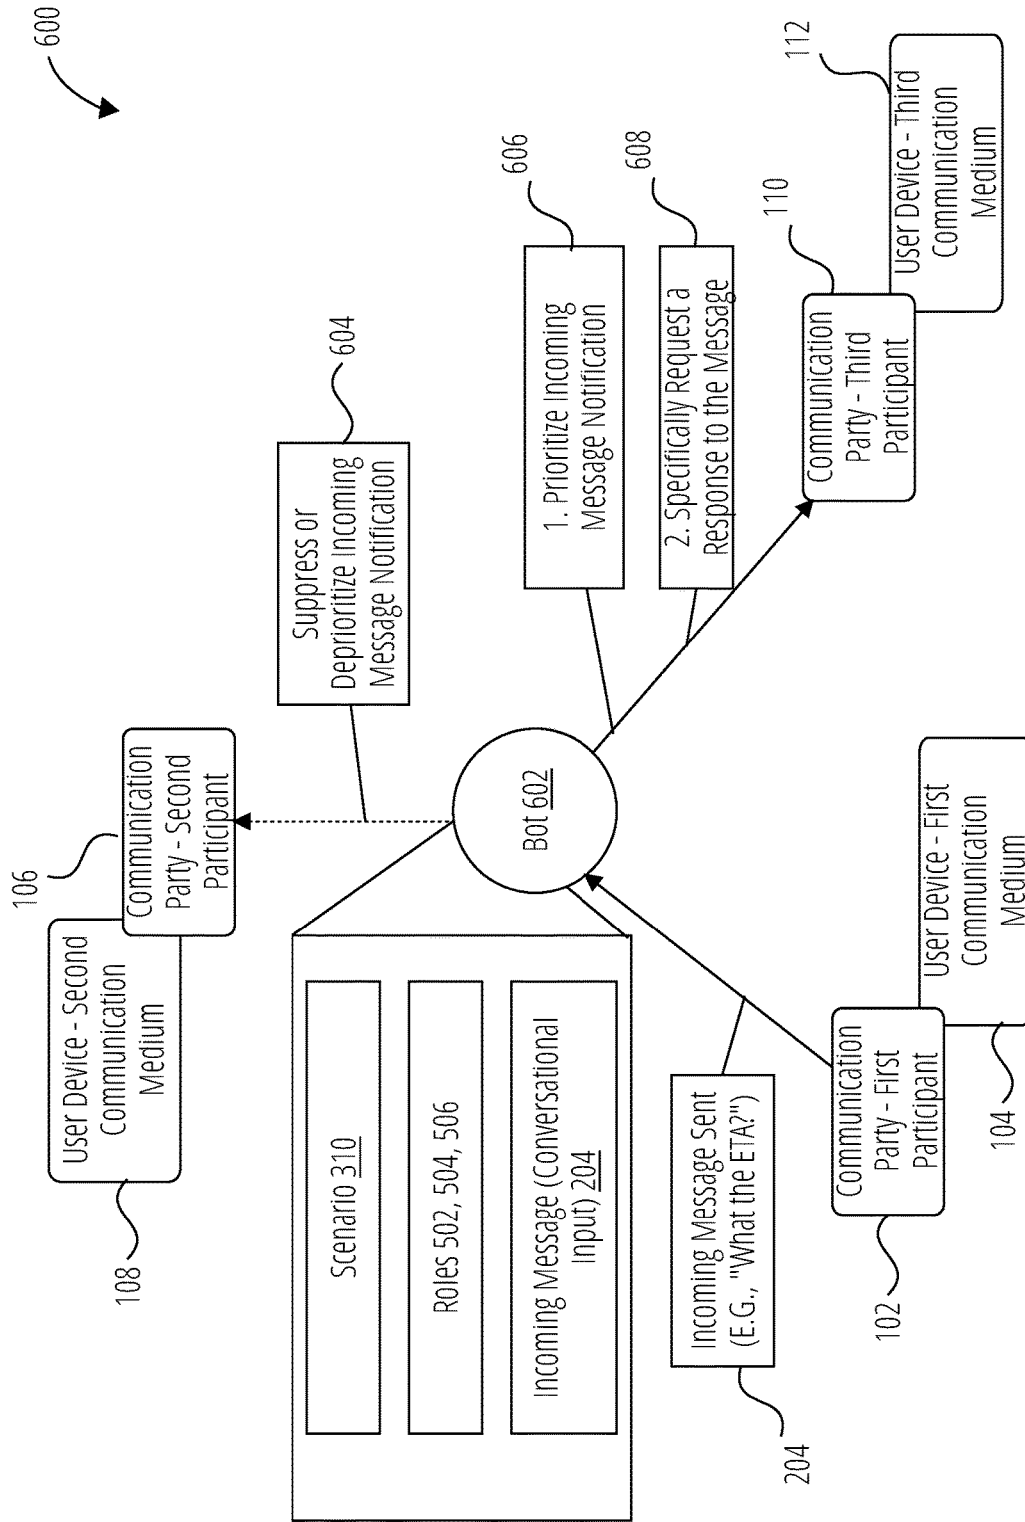 600
108
User Device - Second
Communication
Medium
106
Communication
Party - Second
Participant
604
Suppress or
Deprioritize Incoming
Message Notification
Scenario 310
Roles 502, 504, 506
Incoming Message (Conversational
Input) 204
Bot 602
606
1. Prioritize Incoming
Message Notification
608
2. Specifically Request a
Response to the Message
204
Incoming Message Sent
(E.G., "What the ETA?")
102
Communication
Party - First
Participant
104
User Device - First
Communication
Medium
110
Communication
Party - Third
Participant
112
User Device - Third
Communication
Medium